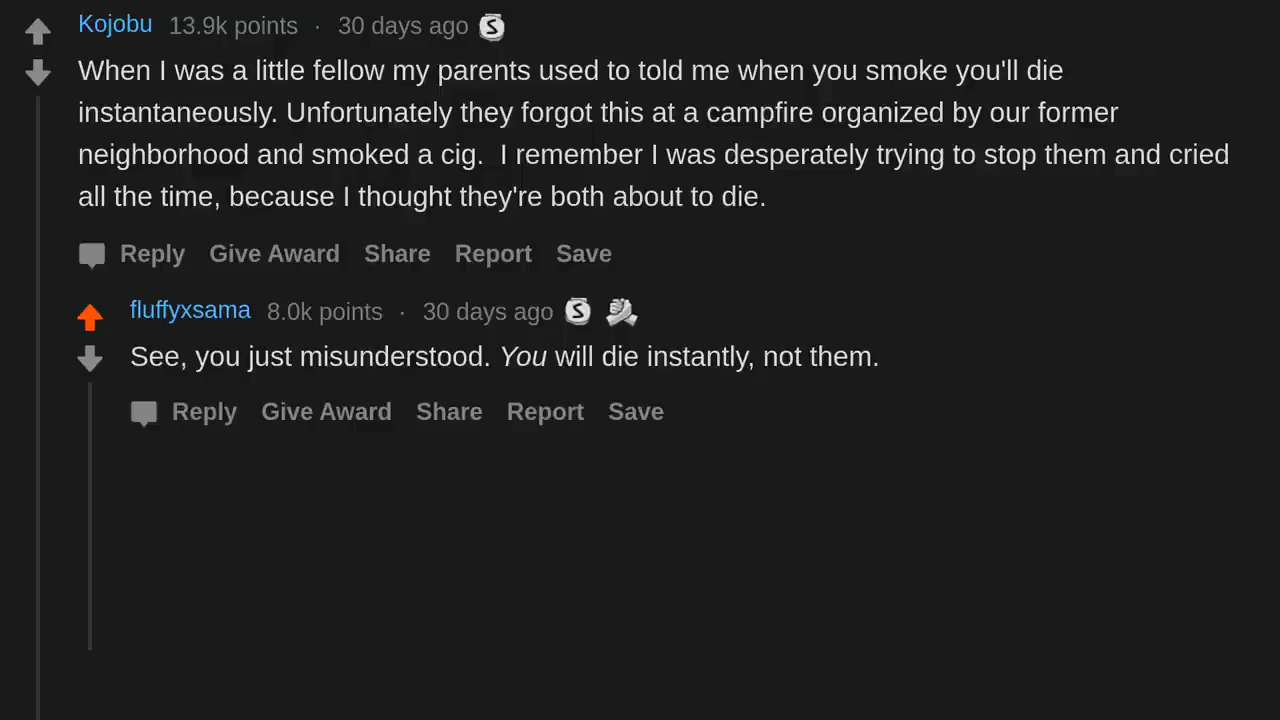 Kojobu 13.9k points · 30 days ago S
When I was a little fellow my parents used to told me when you smoke you'll die
instantaneously. Unfortunately they forgot this at a campfire organized by our former
neighborhood and smoked a cig.  I remember I was desperately trying to stop them and cried
all the time, because I thought they're both about to die.
Reply Give Award Share Report Save
fluffyxsama 8.0k points · 30 days ago S
See, you just misunderstood. You will die instantly, not them.
Reply Give Award Share Report Save